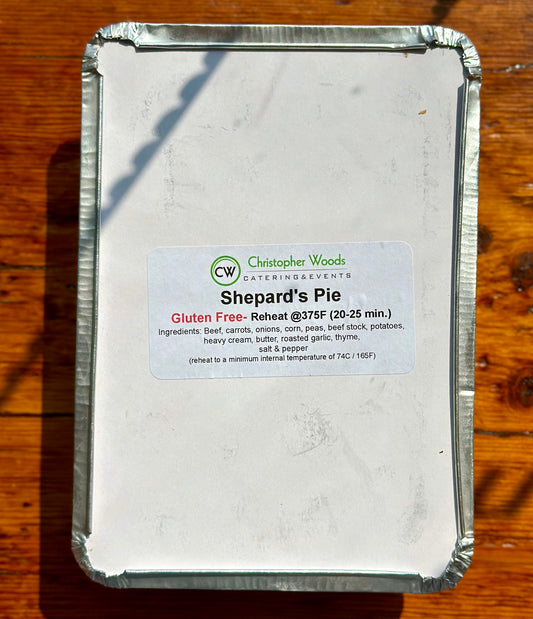 CW
Christopher Woods
CATERING&EVENTS
Shepard's Pie
Gluten Free- Reheat @375F (20-25 min.)
Ingredients: Beef, carrots, onions, corn, peas, beef stock, potatoes,
heavy cream, butter, roasted garlic, thyme,
salt & pepper
(reheat to a minimum internal temperature of 74C / 165F)